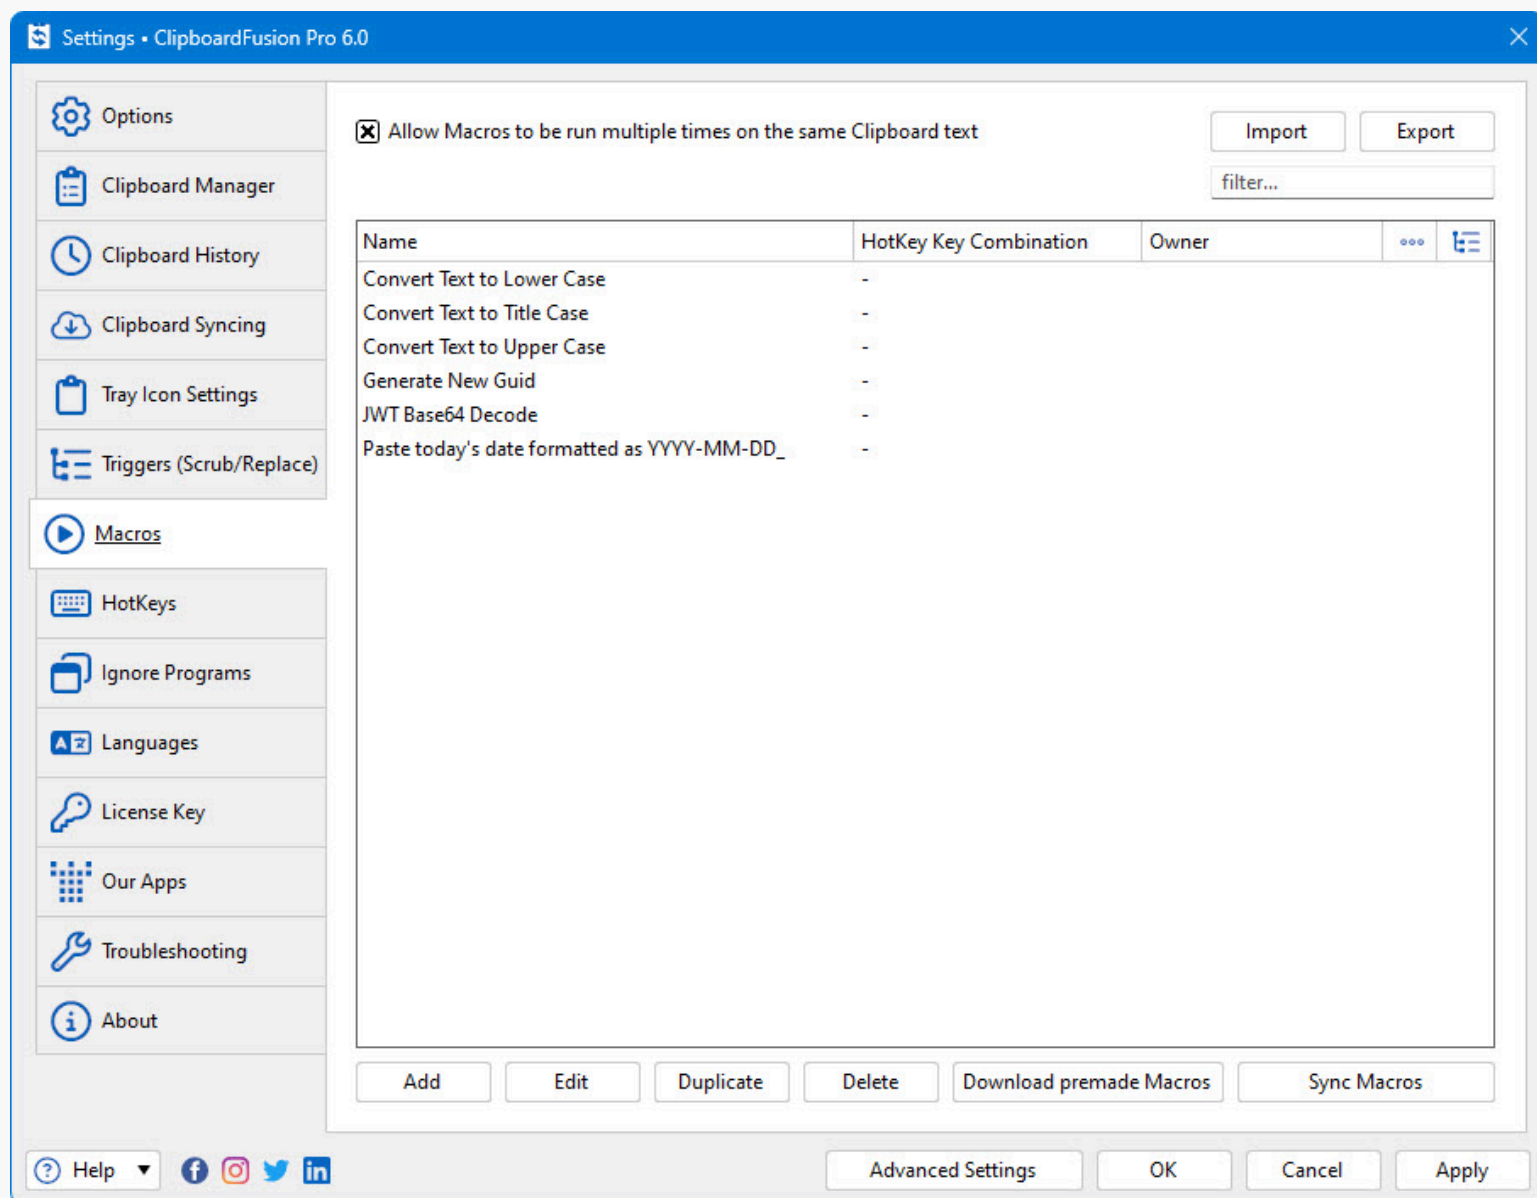 Settings • ClipboardFusion Pro 6.0
Options
Clipboard Manager
Clipboard History
Clipboard Syncing
Tray Icon Settings
Triggers (Scrub/Replace)
Macros
HotKeys
Ignore Programs
Languages
License Key
Our Apps
Troubleshooting
About
Allow Macros to be run multiple times on the same Clipboard text
Import Export
filter...
Name HotKey Key Combination Owner
Convert Text to Lower Case -
Convert Text to Title Case -
Convert Text to Upper Case -
Generate New Guid -
JWT Base64 Decode -
Paste today's date formatted as YYYY-MM-DD_ -
Add Edit Duplicate Delete Download premade Macros Sync Macros
Help Advanced Settings OK Cancel Apply